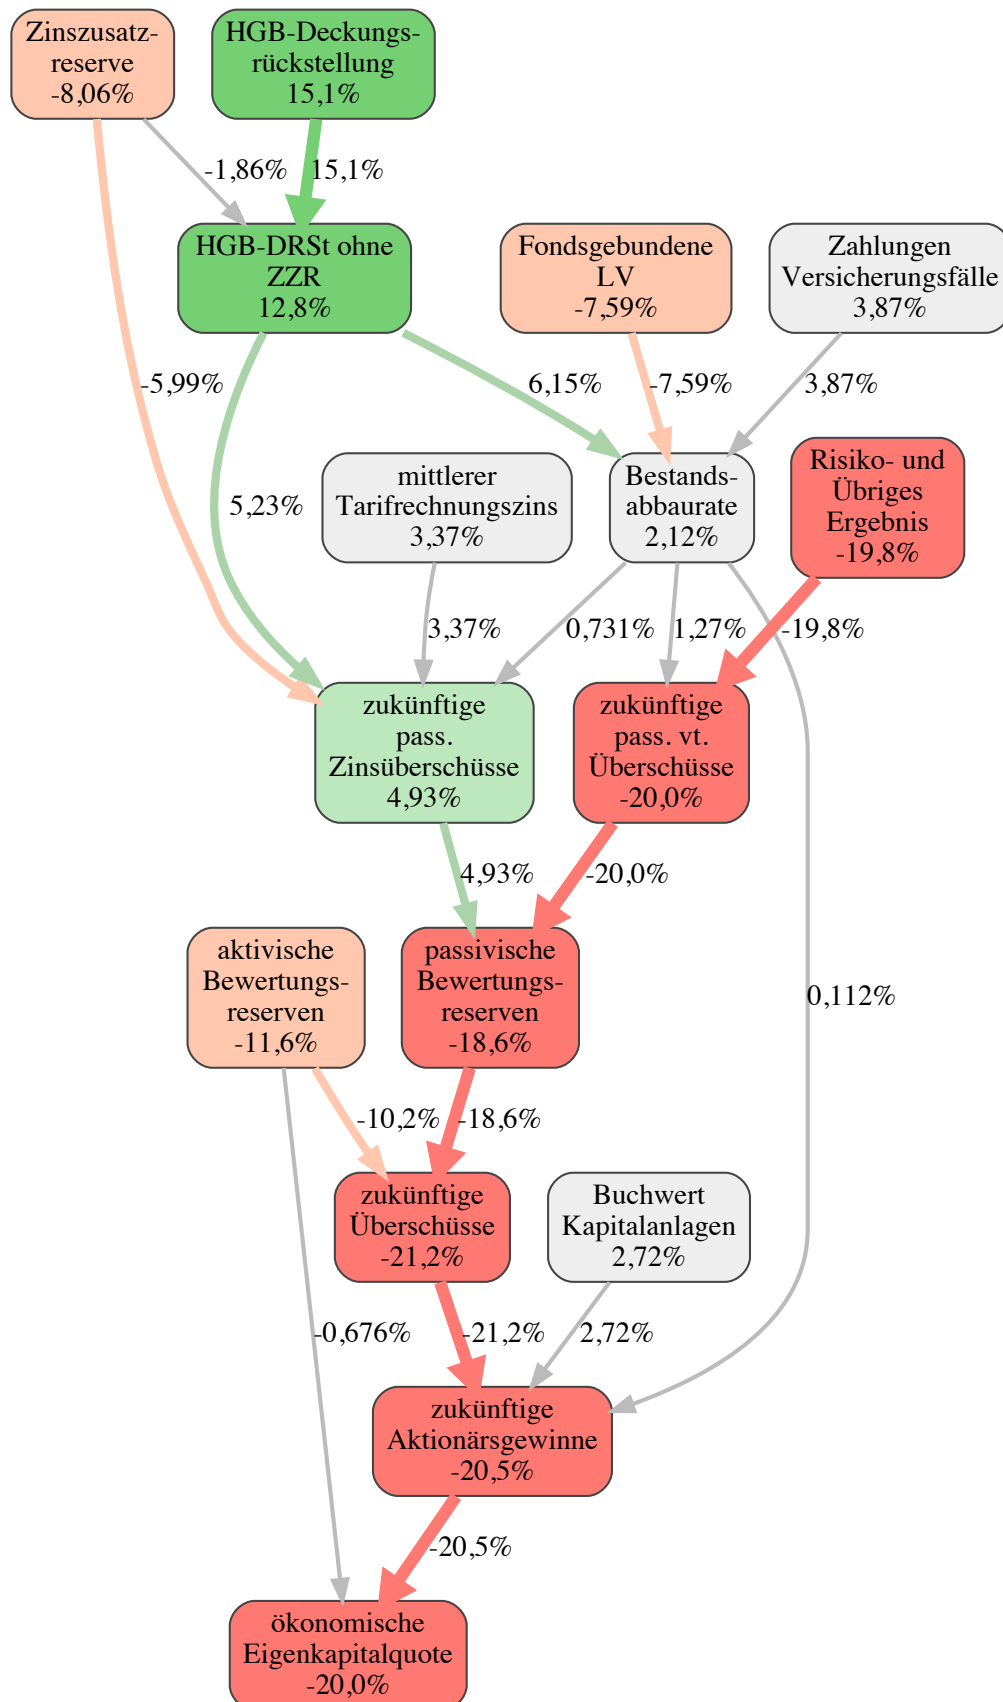 Zinszusatz-
reserve
-8,06%
HGB-Deckungs-
rückstellung
15,1%
-1,86%
15,1%
HGB-DRSt ohne
ZZR
12,8%
Fondsgebundene
LV
-7,59%
Zahlungen
Versicherungsfälle
3,87%
-5,99%
6,15%
-7,59%
3,87%
5,23%
mittlerer
Tarifrechnungszins
3,37%
Bestands-
abbaurate
2,12%
Risiko- und
Übriges
Ergebnis
-19,8%
3,37%
0,731%
1,27%
-19,8%
zukünftige
pass.
Zinsüberschüsse
4,93%
zukünftige
pass. vt.
Überschüsse
-20,0%
4,93%
-20,0%
aktivische
Bewertungs-
reserven
-11,6%
passivische
Bewertungs-
reserven
-18,6%
0,112%
-10,2%
-18,6%
zukünftige
Überschüsse
-21,2%
Buchwert
Kapitalanlagen
2,72%
-0,676%
-21,2%
2,72%
zukünftige
Aktionärsgewinne
-20,5%
-20,5%
ökonomische
Eigenkapitalquote
-20,0%